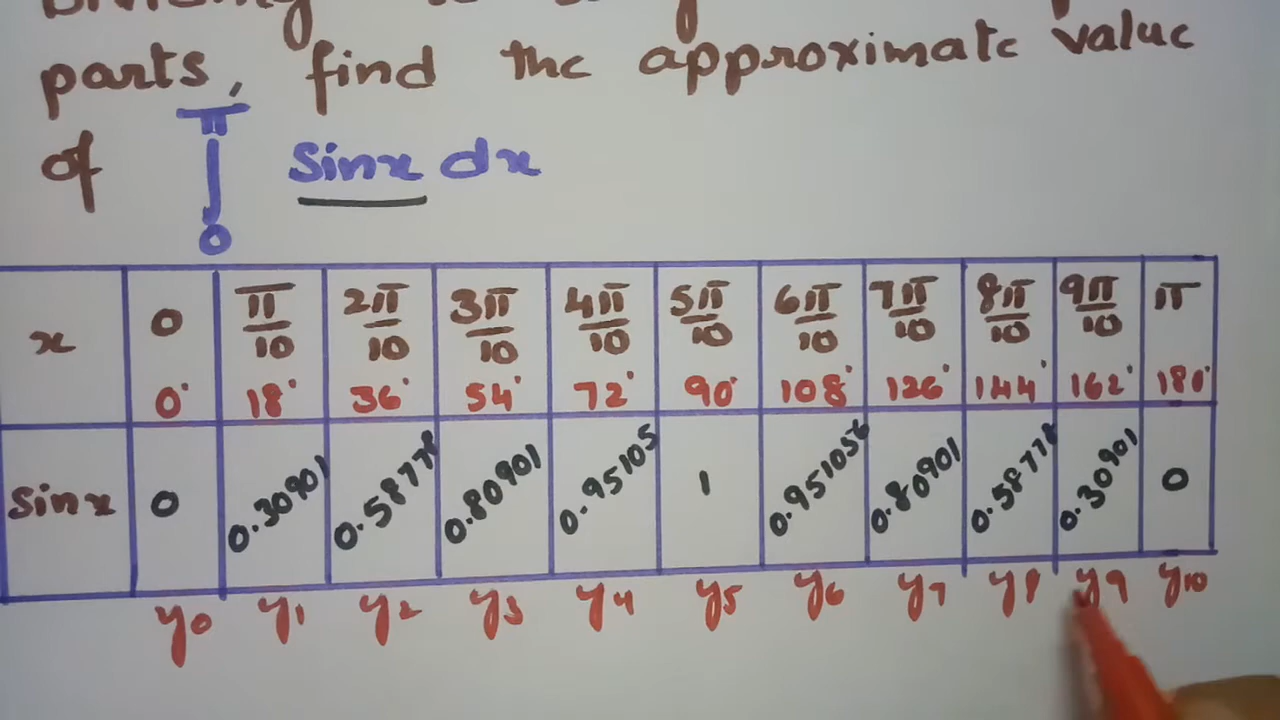 parts, find the approximate value
of ∫ Sinx dx
π
0
x 0 π/10 2π/10 3π/10 4π/10 5π/10 6π/10 7π/10 8π/10 9π/10 π
0° 18° 36° 54° 72° 90° 108° 126° 144° 162° 180°
Sinx 0 0.30901 0.58778 0.80901 0.95105 1 0.951056 0.80901 0.58778 0.30901 0
y0 y1 y2 y3 y4 y5 y6 y7 y8 y9 y10